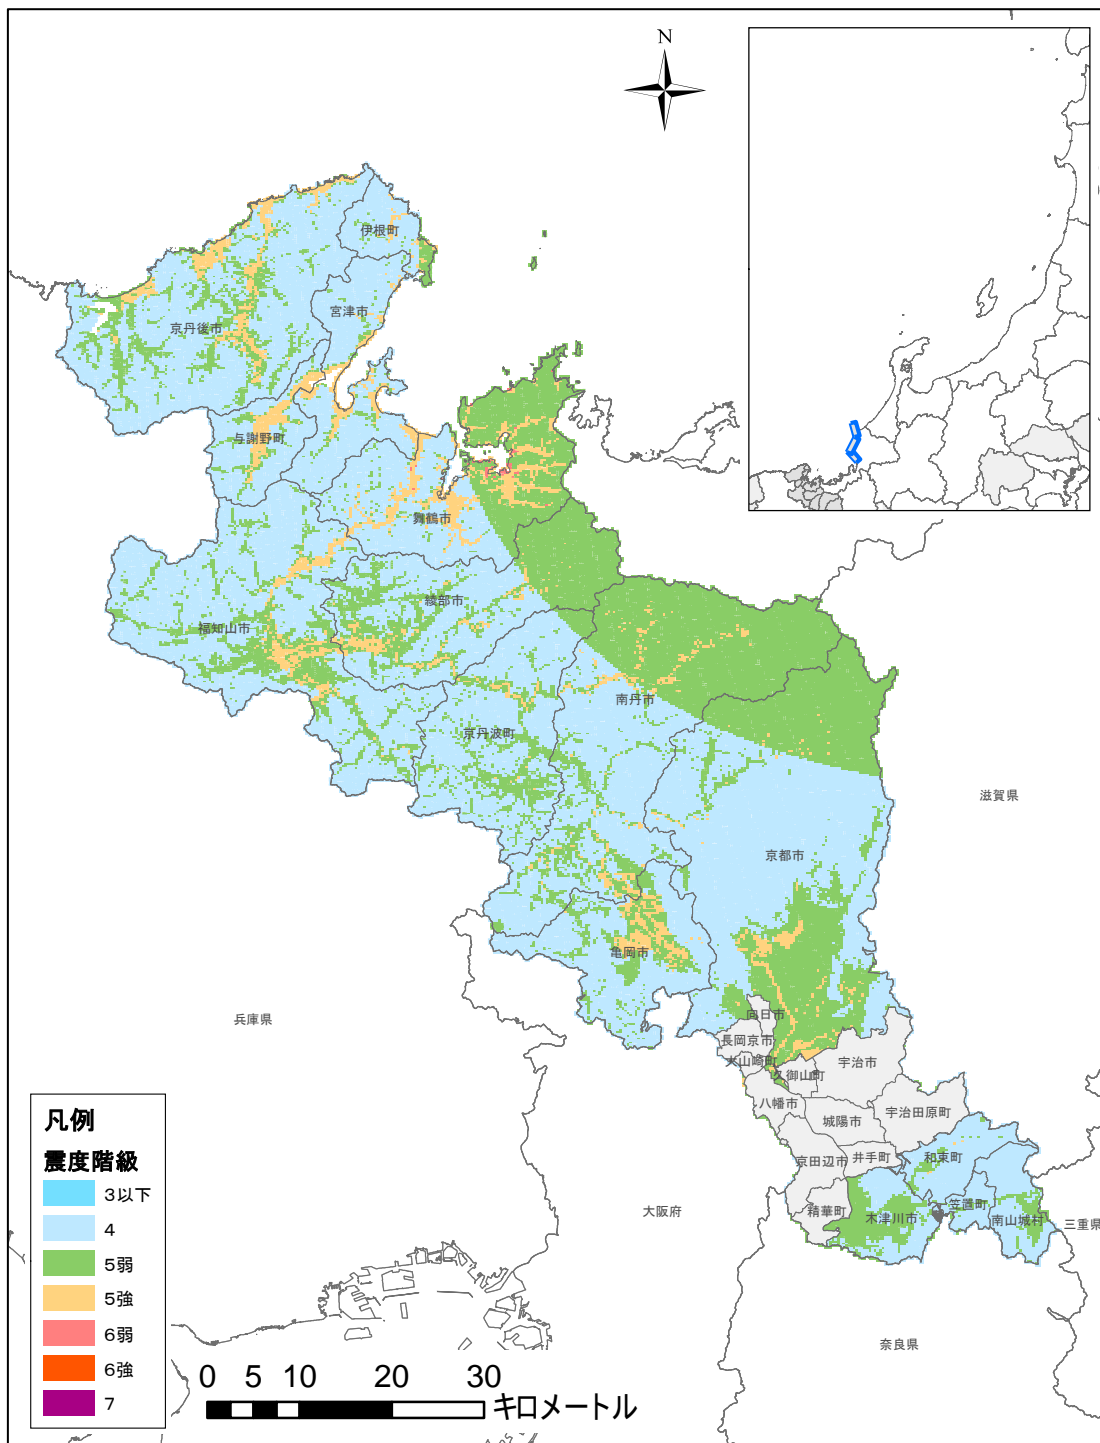 N
伊根町
宮津市
京丹後市
与謝野町
舞鶴市
綾部市
福知山市
南丹市
京丹波町
滋賀県
京都市
亀岡市
兵庫県
向日市
長岡京市
大山崎町
久御山町
宇治市
八幡市
城陽市
宇治田原町
京田辺市
井手町
和束町
精華町
木津川市
笠置町
南山城村
三重県
大阪府
奈良県
凡例
震度階級
3以下
4
5弱
5強
6弱
6強
7
0 5 10 20 30
キロメートル